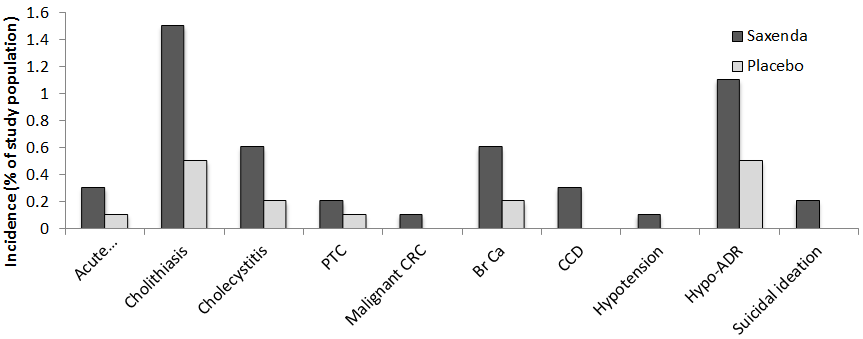 1.6
1.4
1.2
1
0.8
0.6
0.4
0.2
0
Incidence (% of study population)
Saxenda
Placebo
Acute...
Cholithiasis
Cholecystitis
PTC
Malignant CRC
Br Ca
CCD
Hypotension
Hypo-ADR
Suicidal ideation